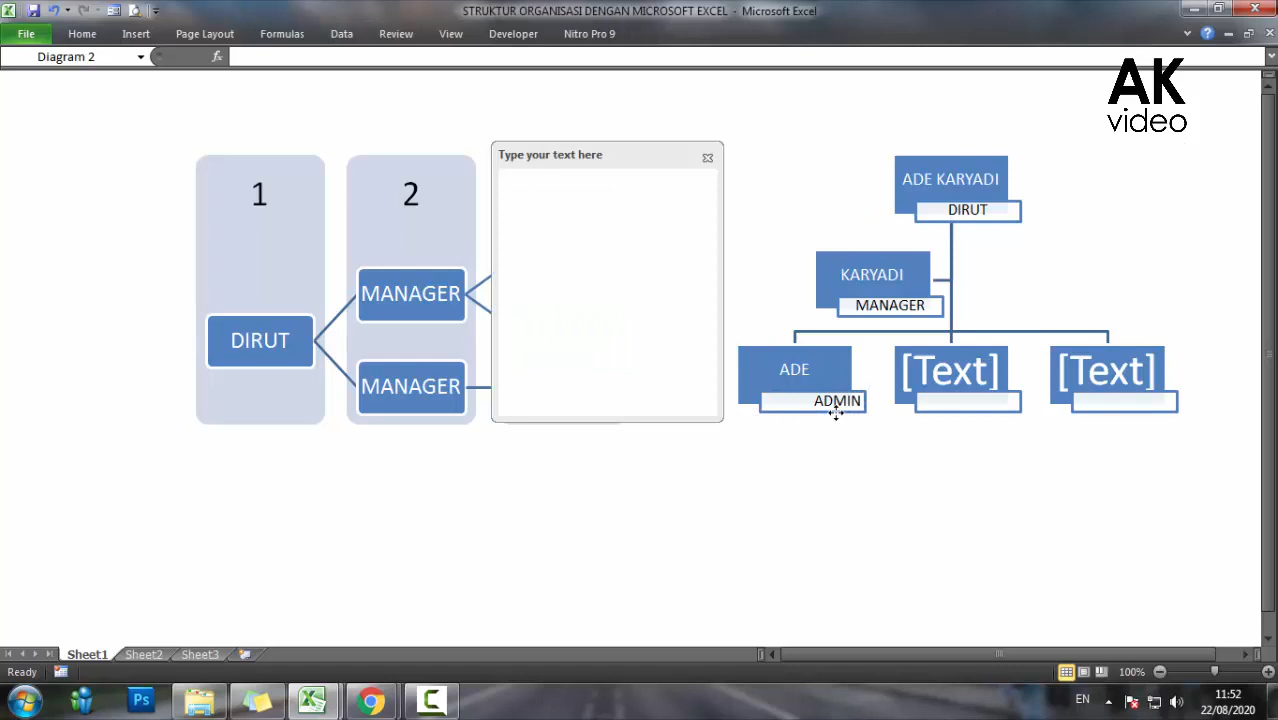 STRUKTUR ORGANISASI DENGAN MICROSOFT EXCEL - Microsoft Excel
File Home Insert Page Layout Formulas Data Review View Developer Nitro Pro 9
Diagram 2 fx
AK
video
Type your text here
1 2
ADE KARYADI
DIRUT
KARYADI
MANAGER
MANAGER
DIRUT
MANAGER
ADE [Text] [Text]
ADMIN
Sheet1 Sheet2 Sheet3
Ready 100%
Ps EN 11:52
22/08/2020